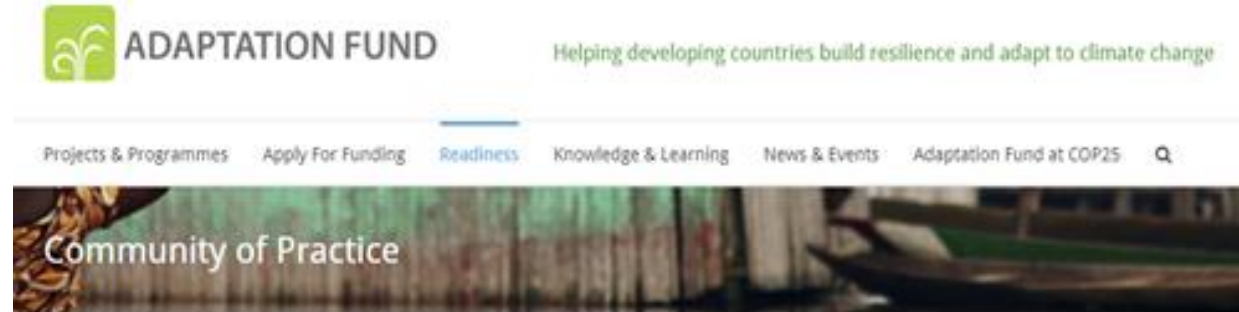 ADAPTATION FUND
Helping developing countries build resilience and adapt to climate change
Projects & Programmes Apply For Funding Readiness Knowledge & Learning News & Events Adaptation Fund at COP25
Community of Practice